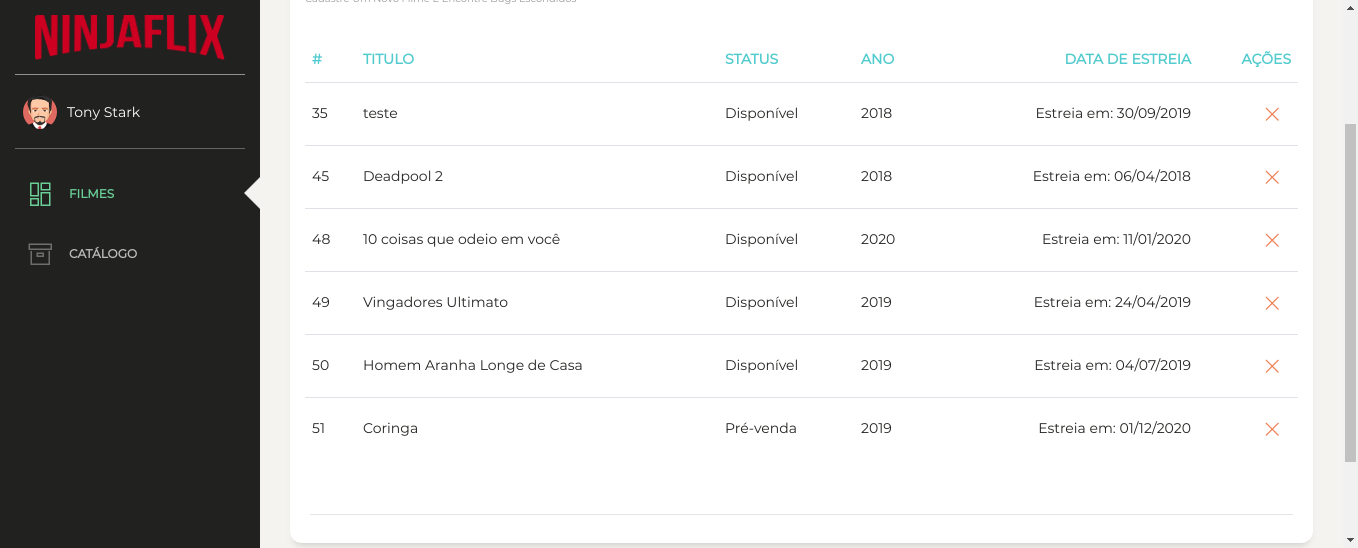 NINJAFLIX
Tony Stark
FILMES
CATÁLOGO
Cadastre Um Novo Filme E Encontre Bugs Escondidos
# TITULO STATUS ANO DATA DE ESTREIA AÇÕES
35 teste Disponível 2018 Estreia em: 30/09/2019
45 Deadpool 2 Disponível 2018 Estreia em: 06/04/2018
48 10 coisas que odeio em você Disponível 2020 Estreia em: 11/01/2020
49 Vingadores Ultimato Disponível 2019 Estreia em: 24/04/2019
50 Homem Aranha Longe de Casa Disponível 2019 Estreia em: 04/07/2019
51 Coringa Pré-venda 2019 Estreia em: 01/12/2020